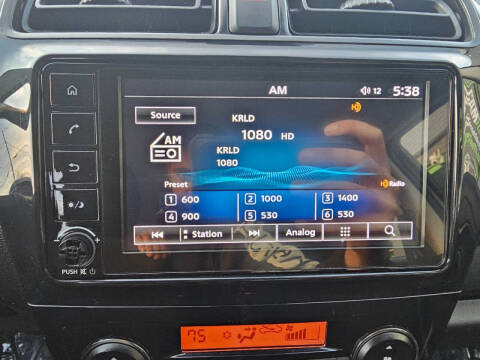 AM
12 5:38
Source
KRLD
1080 HD
AM
KRLD
1080
Preset
HD Radio
1 600 2 1000 3 1400
4 900 5 530 6 530
Station Analog
PUSH
75